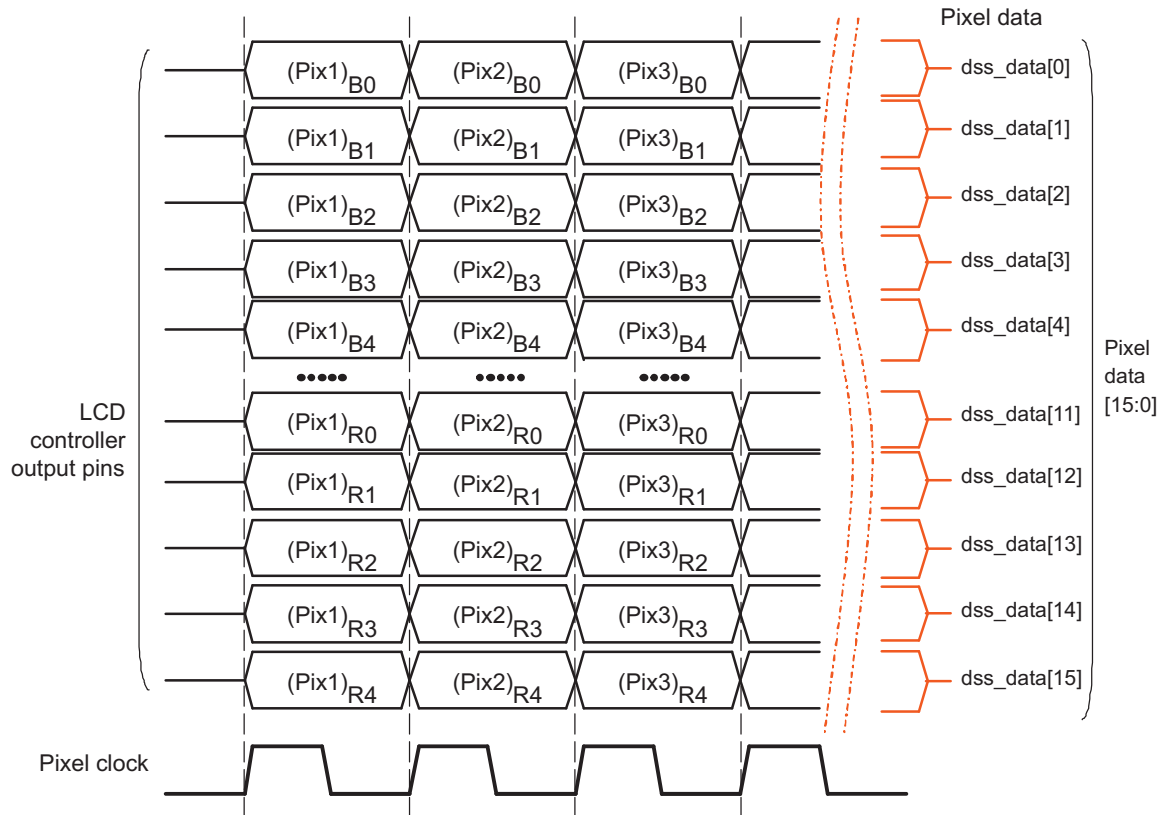 Pixel data
(Pix1)B0 (Pix2)B0 (Pix3)B0 dss_data[0]
(Pix1)B1 (Pix2)B1 (Pix3)B1 dss_data[1]
(Pix1)B2 (Pix2)B2 (Pix3)B2 dss_data[2]
(Pix1)B3 (Pix2)B3 (Pix3)B3 dss_data[3]
(Pix1)B4 (Pix2)B4 (Pix3)B4 dss_data[4]
Pixel
data
[15:0]
LCD
controller
output pins
(Pix1)R0 (Pix2)R0 (Pix3)R0 dss_data[11]
(Pix1)R1 (Pix2)R1 (Pix3)R1 dss_data[12]
(Pix1)R2 (Pix2)R2 (Pix3)R2 dss_data[13]
(Pix1)R3 (Pix2)R3 (Pix3)R3 dss_data[14]
(Pix1)R4 (Pix2)R4 (Pix3)R4 dss_data[15]
Pixel clock